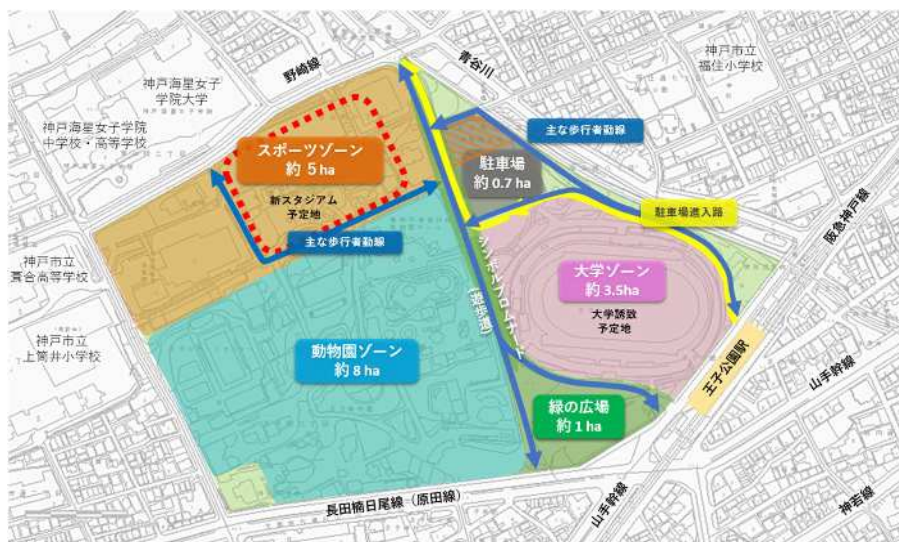 野崎線
青谷川
神戸市立
福住小学校
神戸海星女子
学院大学
神戸海星女子学院
中学校・高等学校
主な歩行者動線
スポーツゾーン
約 5 ha
駐車場
約 0.7 ha
新スタジアム
予定地
駐車場進入路
阪急神戸線
主な歩行者動線
神戸市立
葺合高等学校
シンボルプロムナード
(遊歩道)
大学ゾーン
約 3.5ha
大学誘致
予定地
神戸市立
上筒井小学校
動物園ゾーン
約 8 ha
王子公園駅
山手幹線
緑の広場
約 1 ha
長田楠日尾線（原田線）
山手幹線
神若線